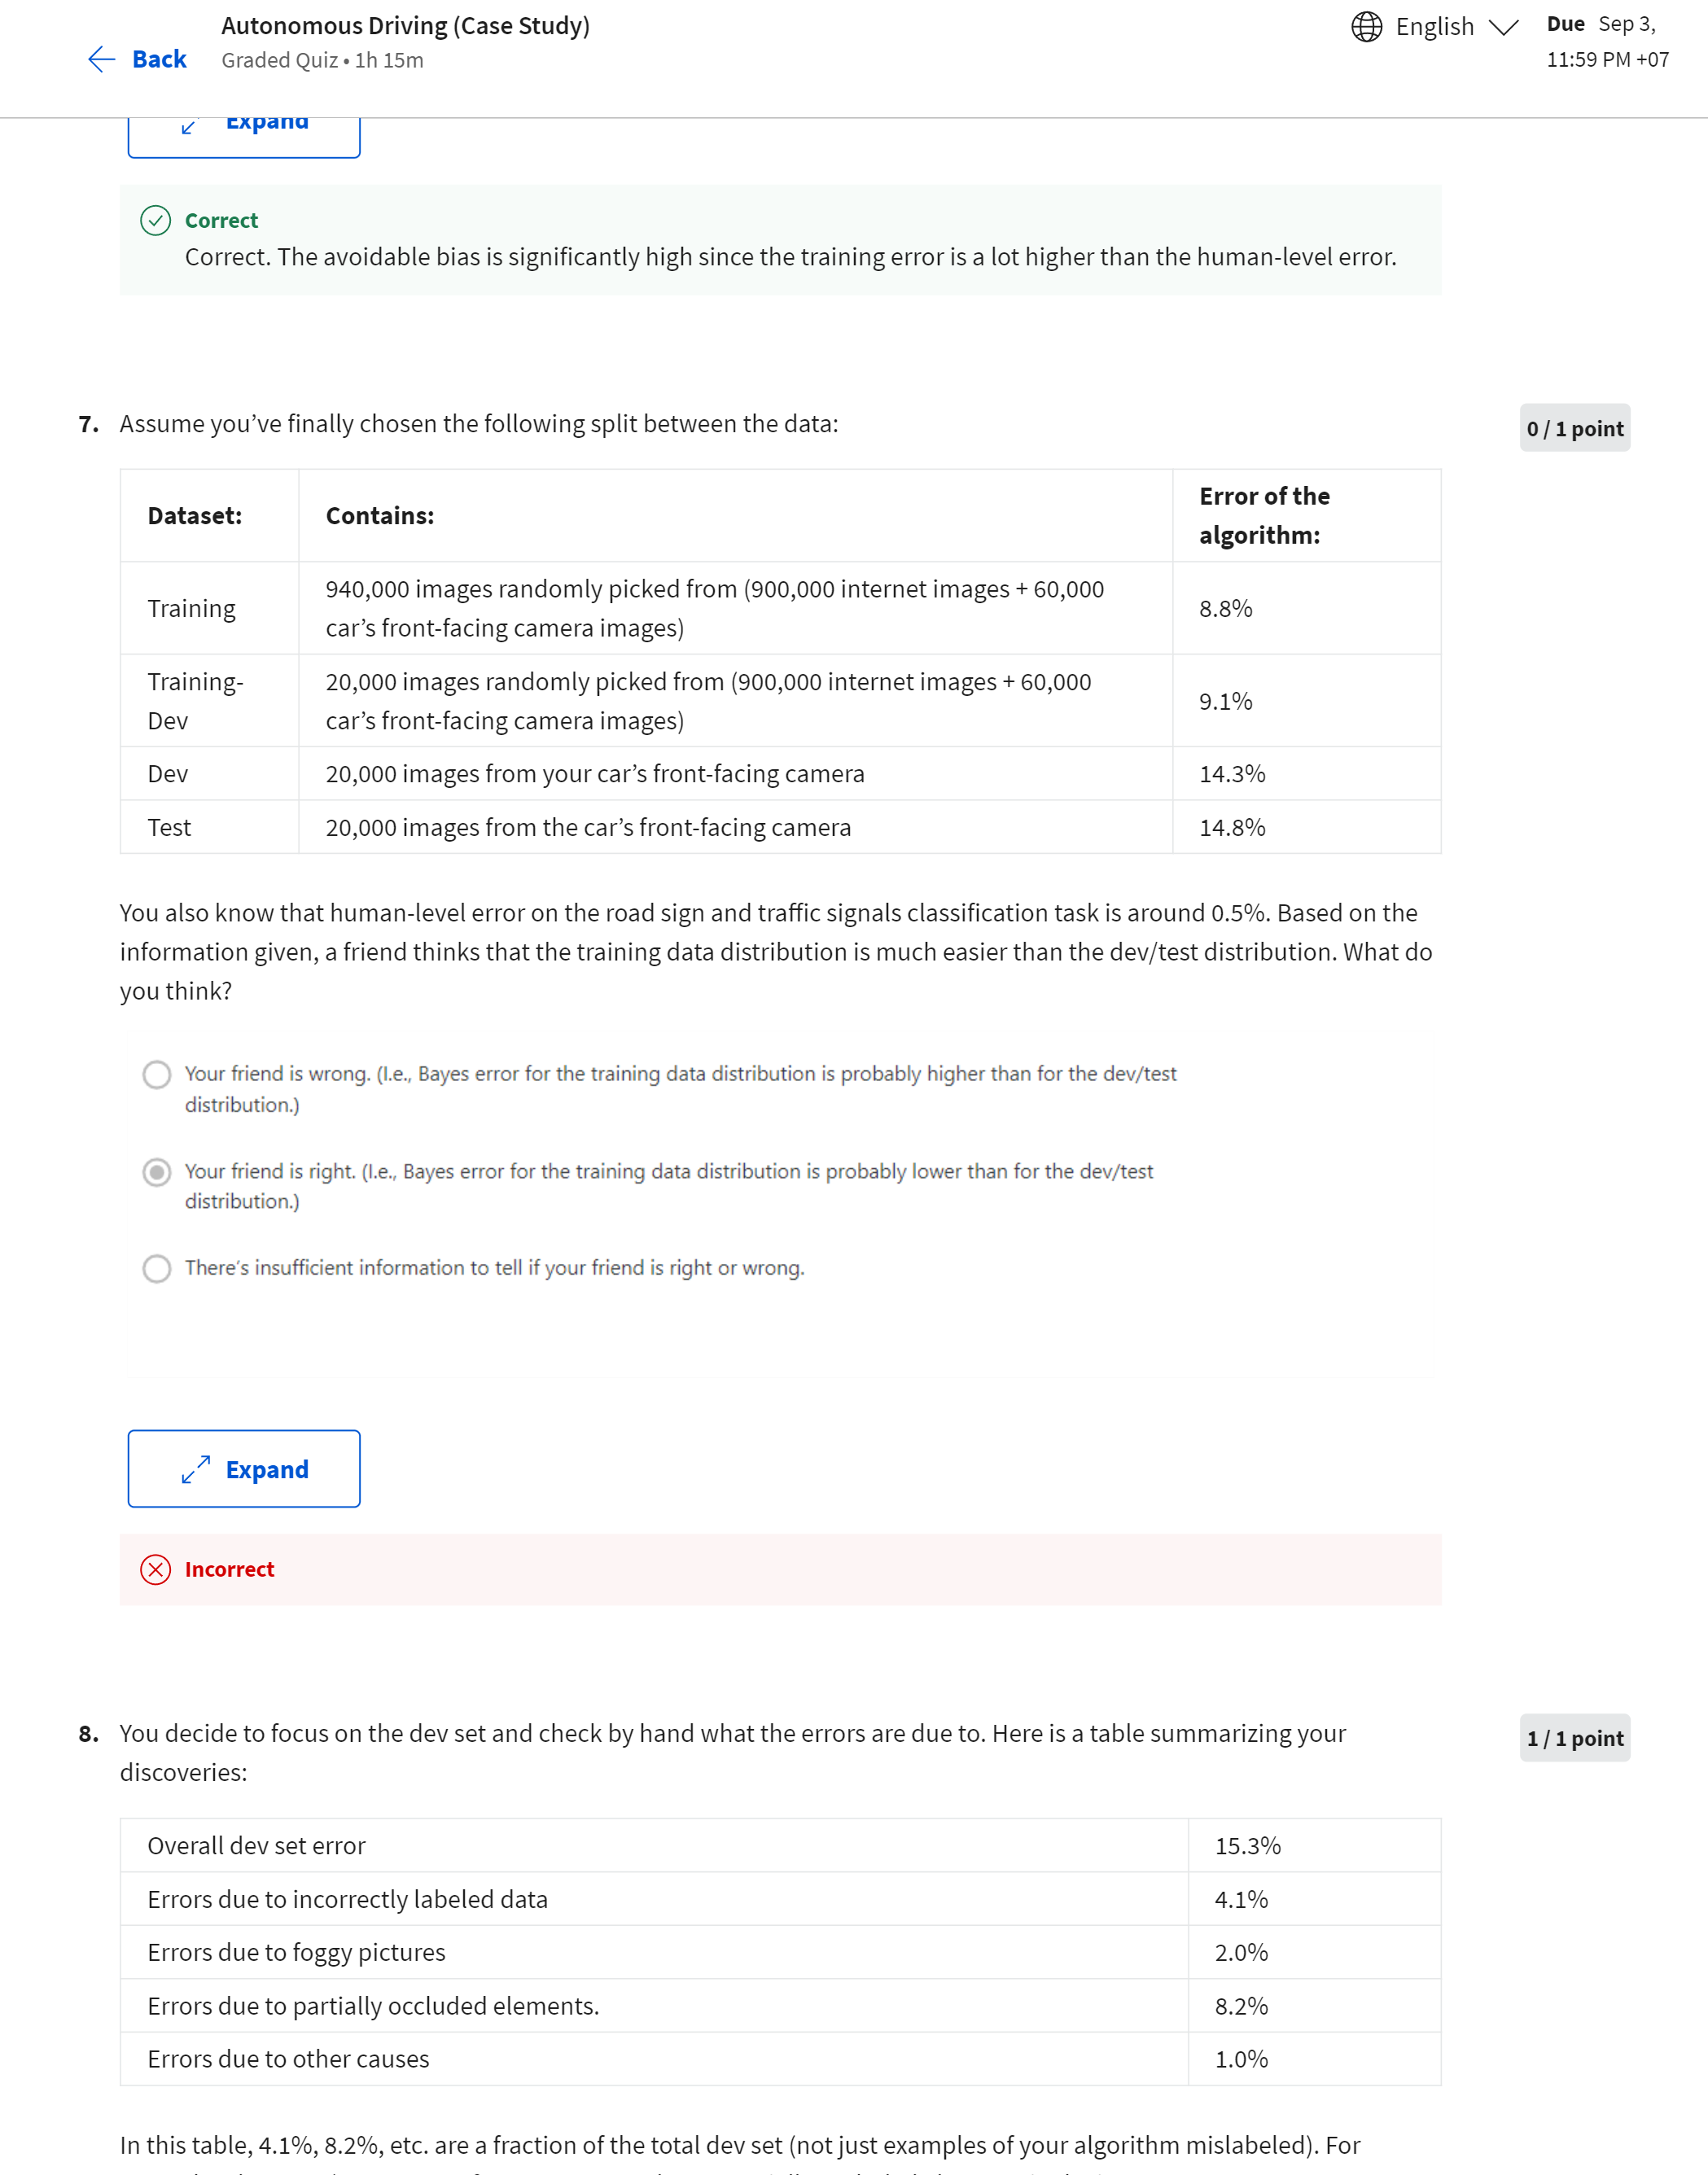 Autonomous Driving (Case Study)
Back
Graded Quiz • 1h 15m
English
Due Sep 3,
11:59 PM +07
Expand
Correct
Correct. The avoidable bias is significantly high since the training error is a lot higher than the human-level error.
7. Assume you’ve finally chosen the following split between the data:
0 / 1 point
Dataset:
Contains:
Error of the
algorithm:
Training
940,000 images randomly picked from (900,000 internet images + 60,000
car’s front-facing camera images)
8.8%
Training-
Dev
20,000 images randomly picked from (900,000 internet images + 60,000
car’s front-facing camera images)
9.1%
Dev
20,000 images from your car’s front-facing camera
14.3%
Test
20,000 images from the car’s front-facing camera
14.8%
You also know that human-level error on the road sign and traffic signals classification task is around 0.5%. Based on the
information given, a friend thinks that the training data distribution is much easier than the dev/test distribution. What do
you think?
Your friend is wrong. (I.e., Bayes error for the training data distribution is probably higher than for the dev/test
distribution.)
Your friend is right. (I.e., Bayes error for the training data distribution is probably lower than for the dev/test
distribution.)
There’s insufficient information to tell if your friend is right or wrong.
Expand
Incorrect
8. You decide to focus on the dev set and check by hand what the errors are due to. Here is a table summarizing your
discoveries:
1 / 1 point
Overall dev set error
15.3%
Errors due to incorrectly labeled data
4.1%
Errors due to foggy pictures
2.0%
Errors due to partially occluded elements.
8.2%
Errors due to other causes
1.0%
In this table, 4.1%, 8.2%, etc. are a fraction of the total dev set (not just examples of your algorithm mislabeled). For